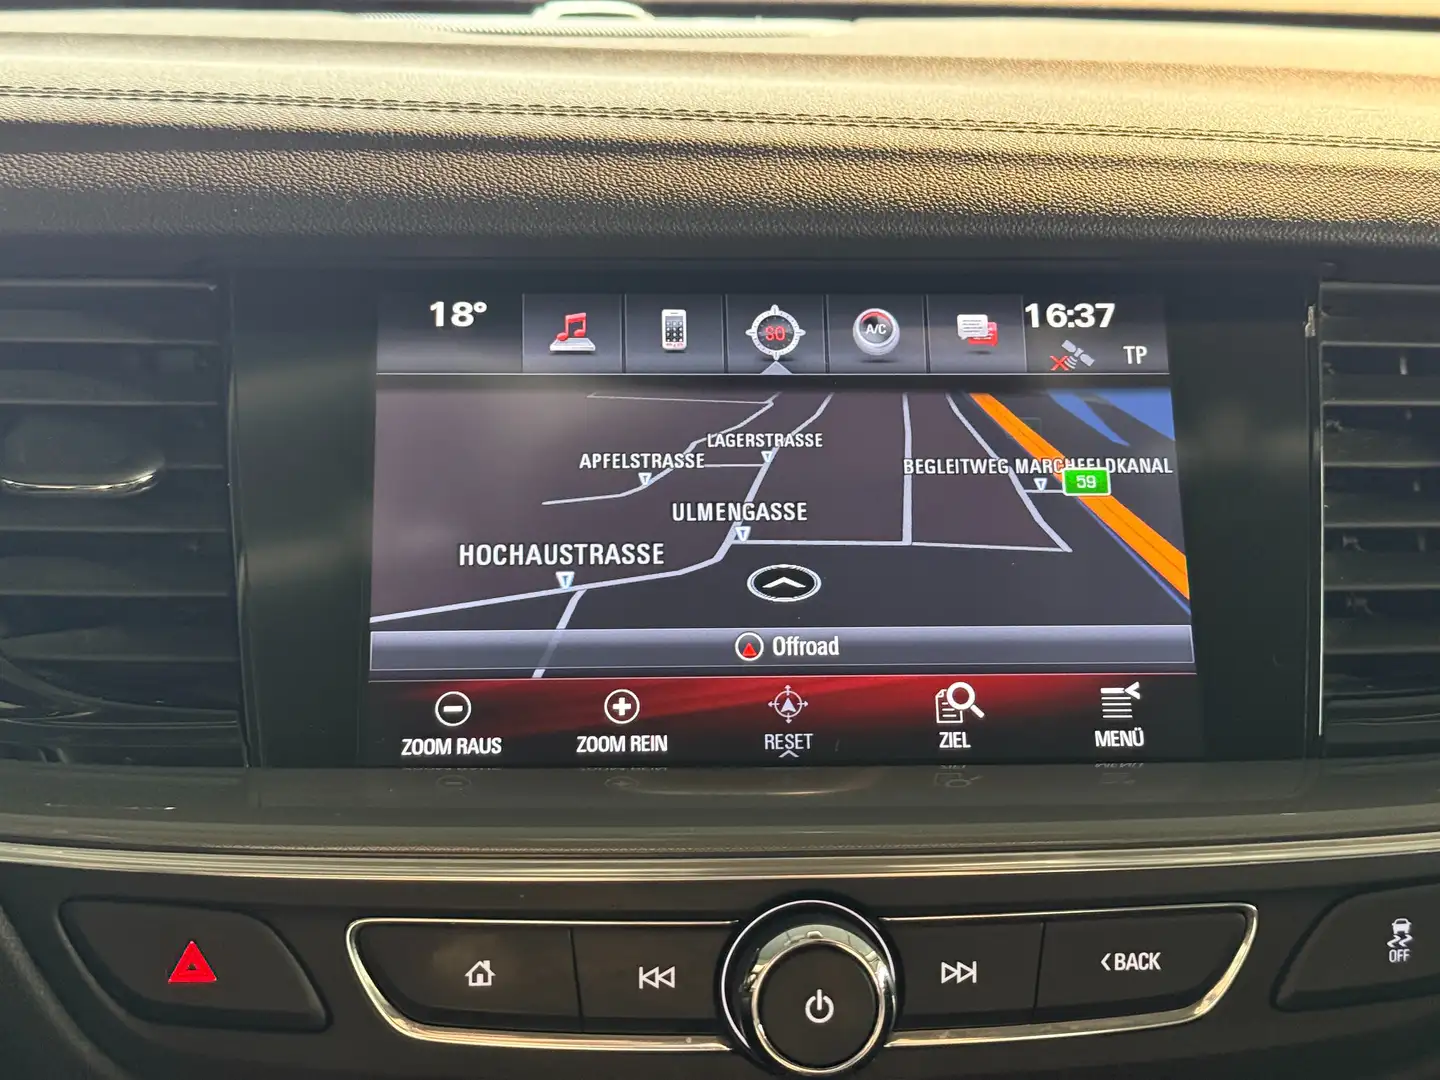 18°
SO
A/C
16:37
TP
LAGERSTRASSE
APFELSTRASSE
BEGLEITWEG MARCHFELDKANAL
59
ULMENGASSE
HOCHAUSTRASSE
Offroad
ZOOM RAUS
ZOOM REIN
RESET
ZIEL
MENÜ
BACK
OFF